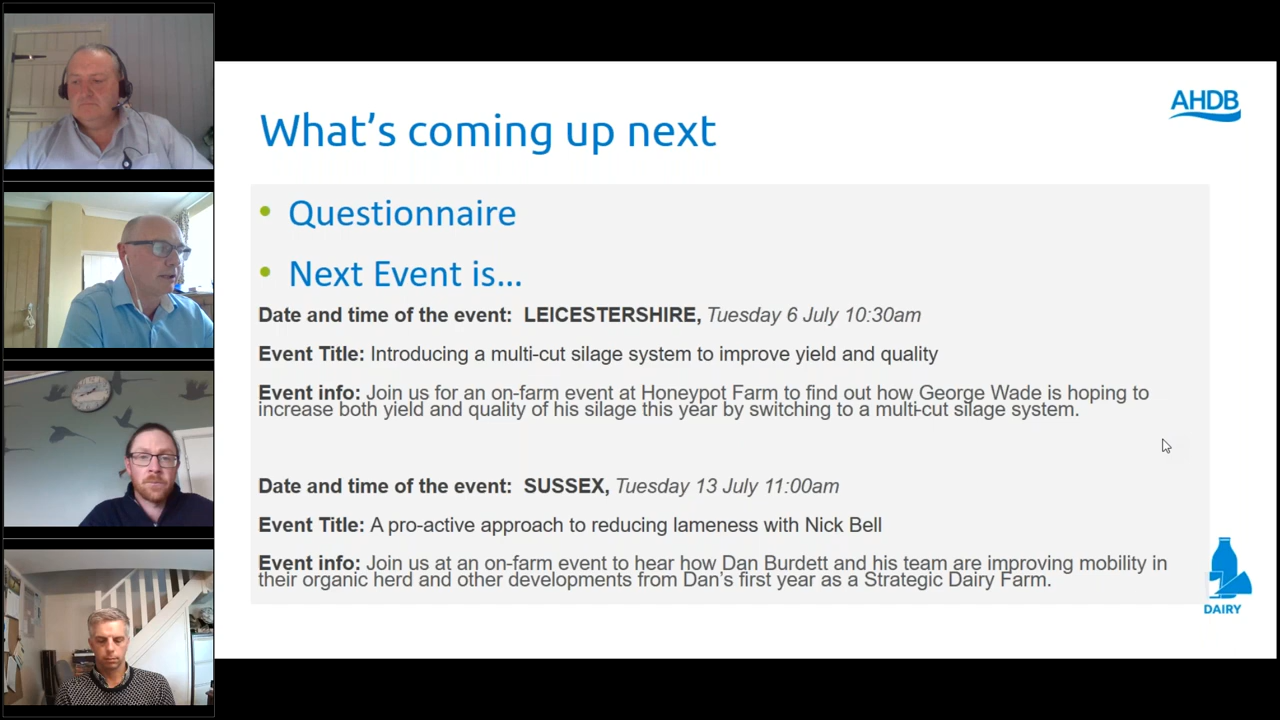 AHDB
What's coming up next
• Questionnaire
• Next Event is...
Date and time of the event: LEICESTERSHIRE, Tuesday 6 July 10:30am
Event Title: Introducing a multi-cut silage system to improve yield and quality
Event info: Join us for an on-farm event at Honeypot Farm to find out how George Wade is hoping to
increase both yield and quality of his silage this year by switching to a multi-cut silage system.
Date and time of the event: SUSSEX, Tuesday 13 July 11:00am
Event Title: A pro-active approach to reducing lameness with Nick Bell
Event info: Join us at an on-farm event to hear how Dan Burdett and his team are improving mobility in
their organic herd and other developments from Dan's first year as a Strategic Dairy Farm.
DAIRY